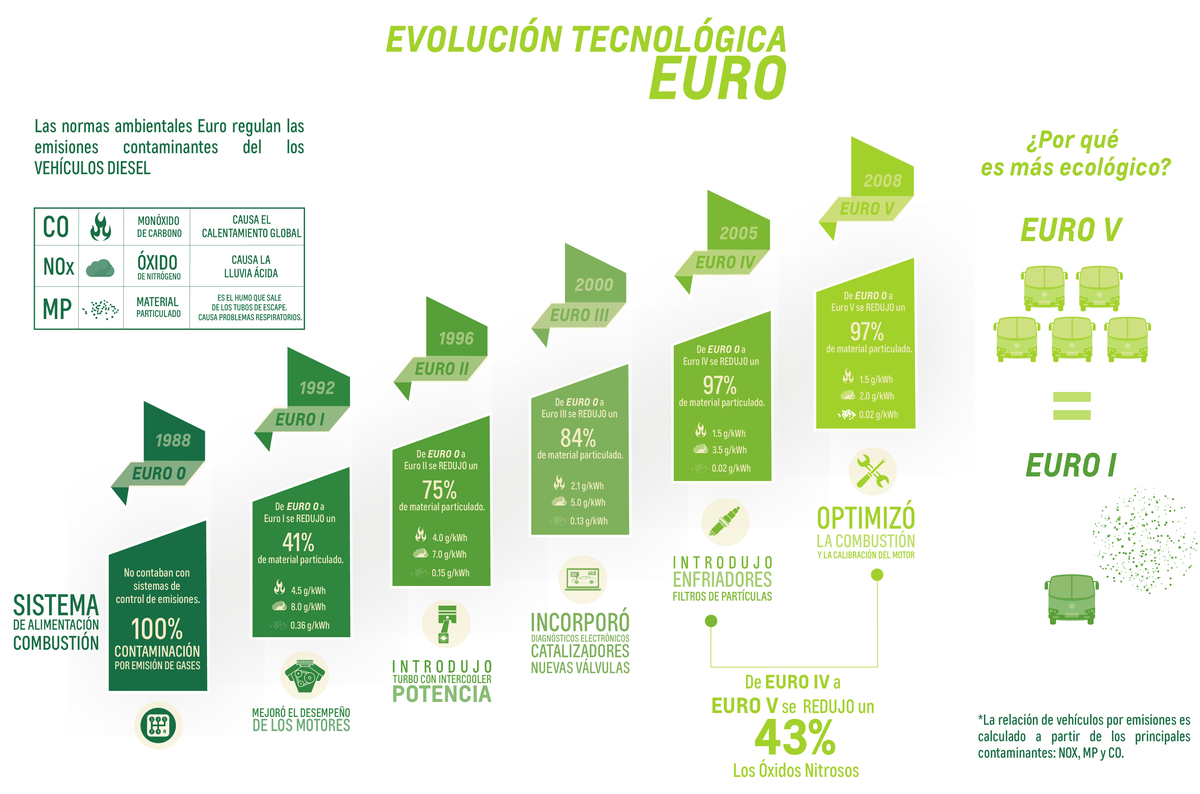 EVOLUCIÓN TECNOLÓGICA
EURO
Las normas ambientales Euro regulan las
emisiones contaminantes del los
VEHÍCULOS DIESEL
CO
MONÓXIDO
DE CARBONO
CAUSA EL
CALENTAMIENTO GLOBAL
NOx
ÓXIDO
DE NITRÓGENO
CAUSA LA
LLUVIA ÁCIDA
MP
MATERIAL
PARTICULADO
ES EL HUMO QUE SALE
DE LOS TUBOS DE ESCAPE.
CAUSA PROBLEMAS RESPIRATORIOS.
SISTEMA
DE ALIMENTACIÓN
COMBUSTIÓN
1988
EURO 0
No contaban con
sistemas de
control de emisiones.
100%
CONTAMINACIÓN
POR EMISIÓN DE GASES
1992
EURO I
De EURO 0 a
Euro I se REDUJO un
41%
de material particulado.
4.5 g/kWh
8.0 g/kWh
0.36 g/kWh
MEJORÓ EL DESEMPEÑO
DE LOS MOTORES
1996
EURO II
De EURO 0 a
Euro II se REDUJO un
75%
de material particulado.
4.0 g/kWh
7.0 g/kWh
0.15 g/kWh
INTRODUJO
TURBO CON INTERCOOLER
POTENCIA
2000
EURO III
De EURO 0 a
Euro III se REDUJO un
84%
de material particulado.
2.1 g/kWh
5.0 g/kWh
0.13 g/kWh
INCORPORÓ
DIAGNÓSTICOS ELECTRÓNICOS
CATALIZADORES
NUEVAS VÁLVULAS
2005
EURO IV
De EURO 0 a
Euro IV se REDUJO un
97%
de material particulado.
1.5 g/kWh
3.5 g/kWh
0.02 g/kWh
INTRODUJO
ENFRIADORES
FILTROS DE PARTÍCULAS
2008
EURO V
De EURO 0 a
Euro V se REDUJO un
97%
de material particulado.
1.5 g/kWh
2.0 g/kWh
0.02 g/kWh
OPTIMIZÓ
LA COMBUSTIÓN
Y LA CALIBRACIÓN DEL MOTOR
De EURO IV a
EURO V se REDUJO un
43%
Los Óxidos Nitrosos
¿Por qué
es más ecológico?
EURO V
=
EURO I
*La relación de vehículos por emisiones es
calculado a partir de los principales
contaminantes: NOX, MP y CO.